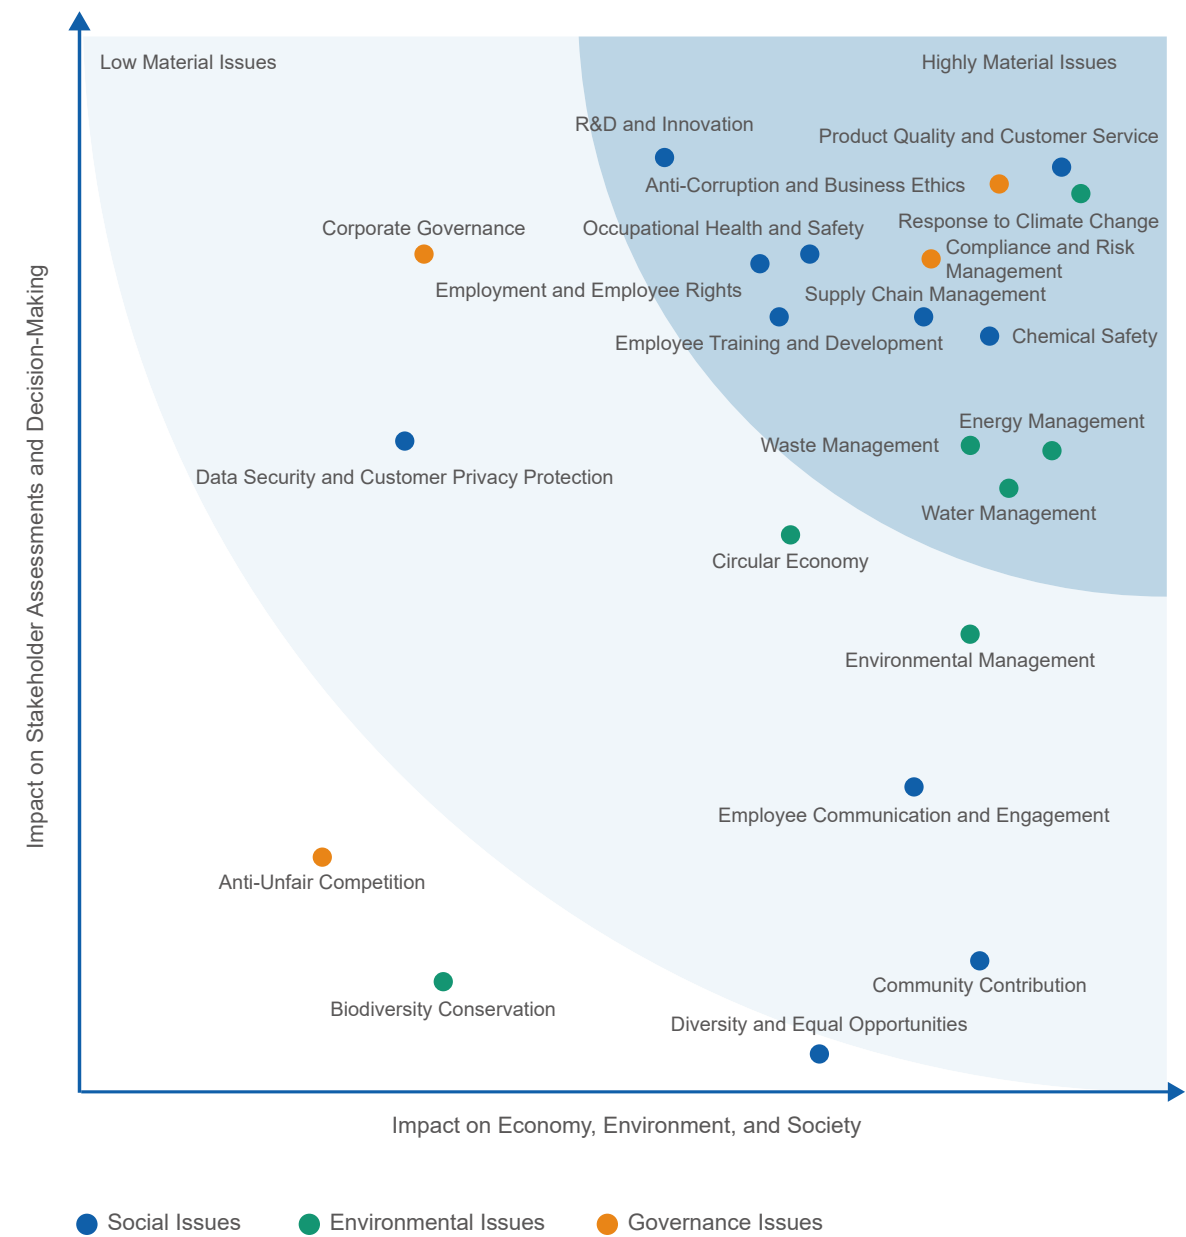 Low Material Issues
Highly Material Issues
R&D and Innovation
Product Quality and Customer Service
Anti-Corruption and Business Ethics
Response to Climate Change
Corporate Governance
Occupational Health and Safety
Compliance and Risk
Management
Employment and Employee Rights
Supply Chain Management
Employee Training and Development
Chemical Safety
Energy Management
Waste Management
Data Security and Customer Privacy Protection
Water Management
Circular Economy
Environmental Management
Employee Communication and Engagement
Anti-Unfair Competition
Community Contribution
Biodiversity Conservation
Diversity and Equal Opportunities
Impact on Stakeholder Assessments and Decision-Making
Impact on Economy, Environment, and Society
Social Issues
Environmental Issues
Governance Issues